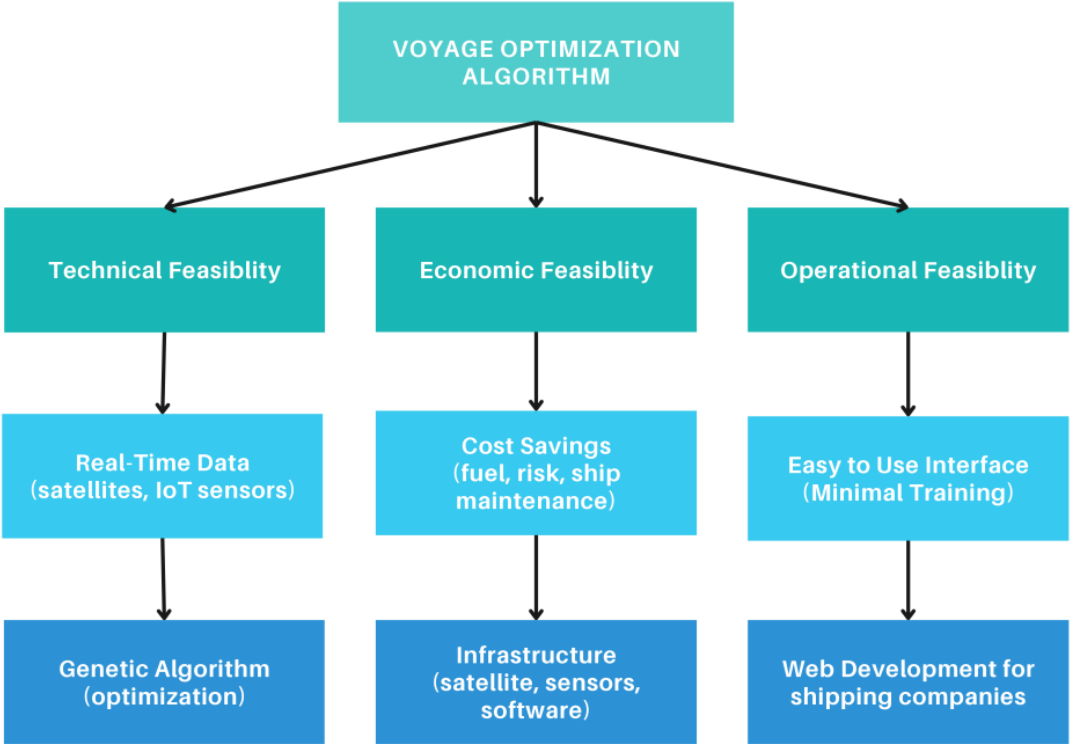 VOYAGE OPTIMIZATION
ALGORITHM
Technical Feasiblity
Economic Feasiblity
Operational Feasiblity
Real-Time Data
(satellites, IoT sensors)
Cost Savings
(fuel, risk, ship
maintenance)
Easy to Use Interface
(Minimal Training)
Genetic Algorithm
(optimization)
Infrastructure
(satellite, sensors,
software)
Web Development for
shipping companies